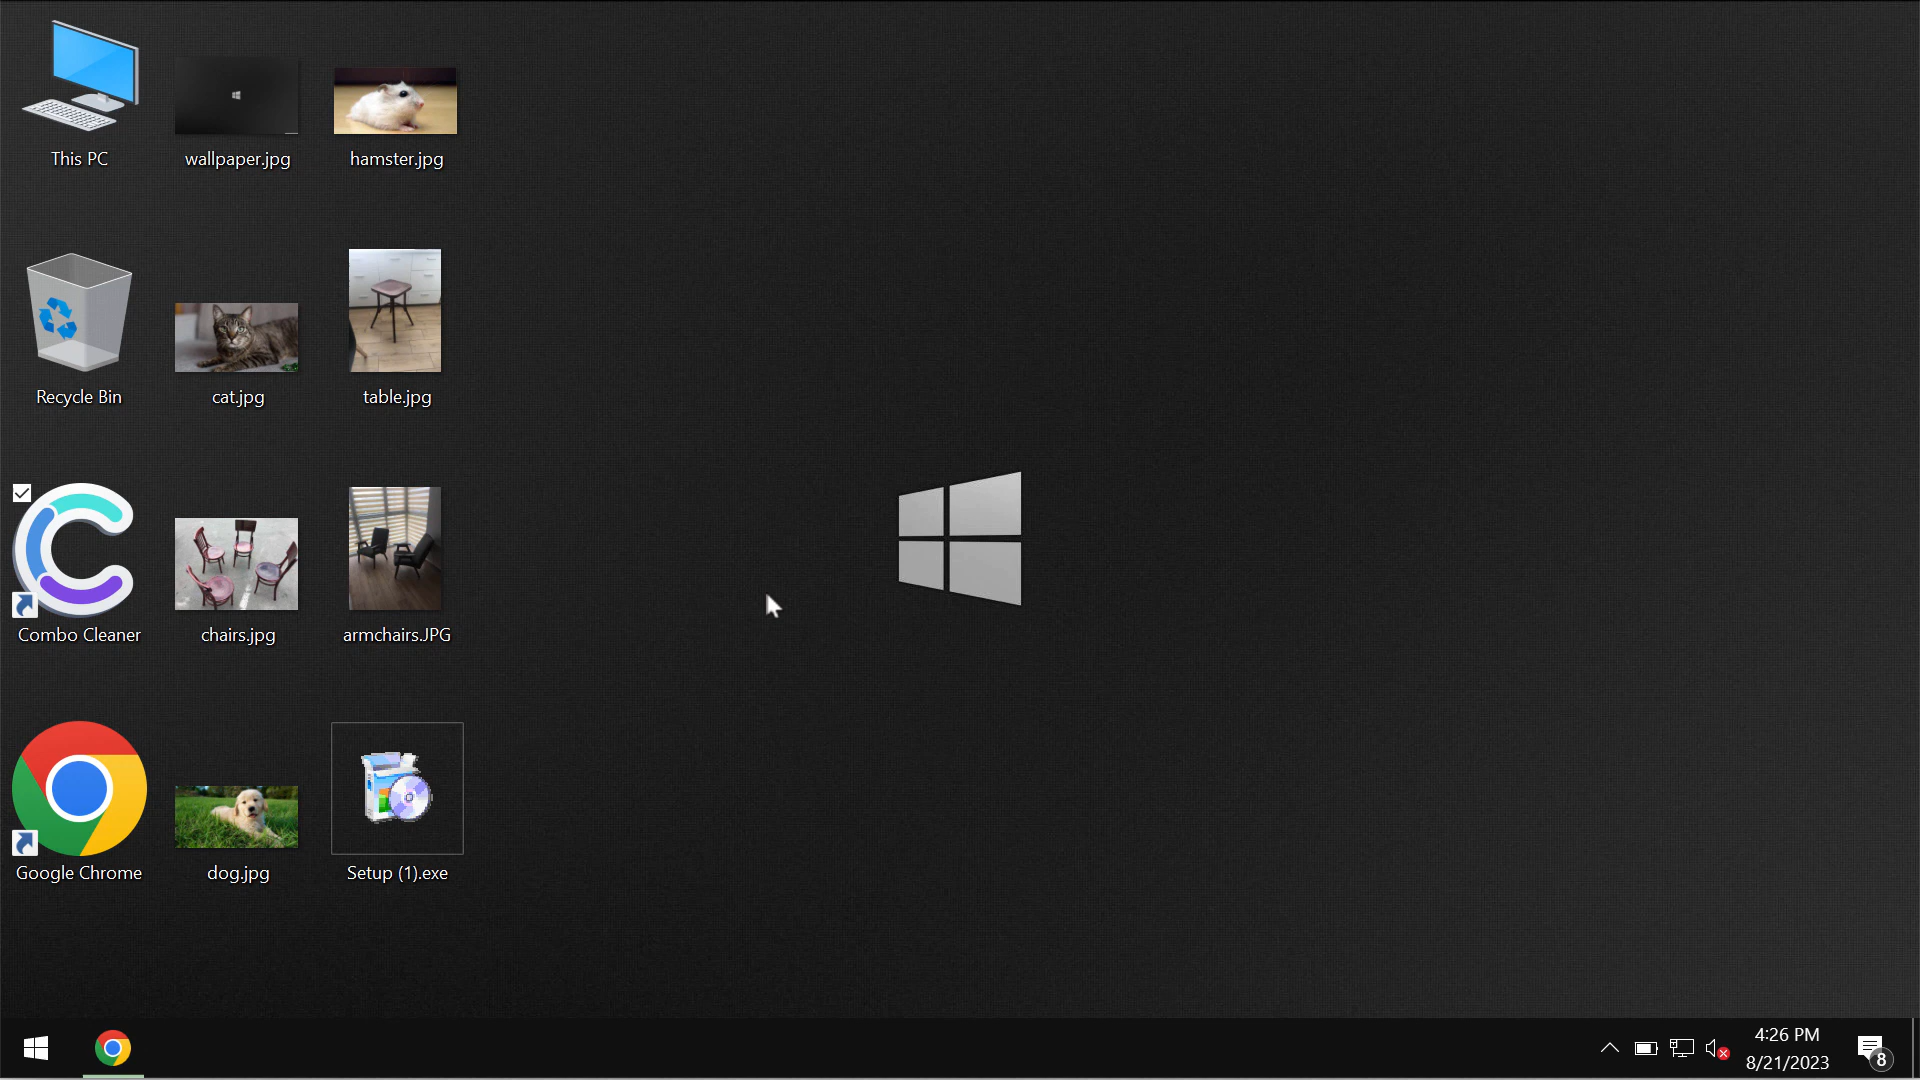 This PC
wallpaper.jpg
hamster.jpg
Recycle Bin
cat.jpg
table.jpg
Combo Cleaner
chairs.jpg
armchairs.JPG
Google Chrome
dog.jpg
Setup (1).exe
4:26 PM
8/21/2023
8